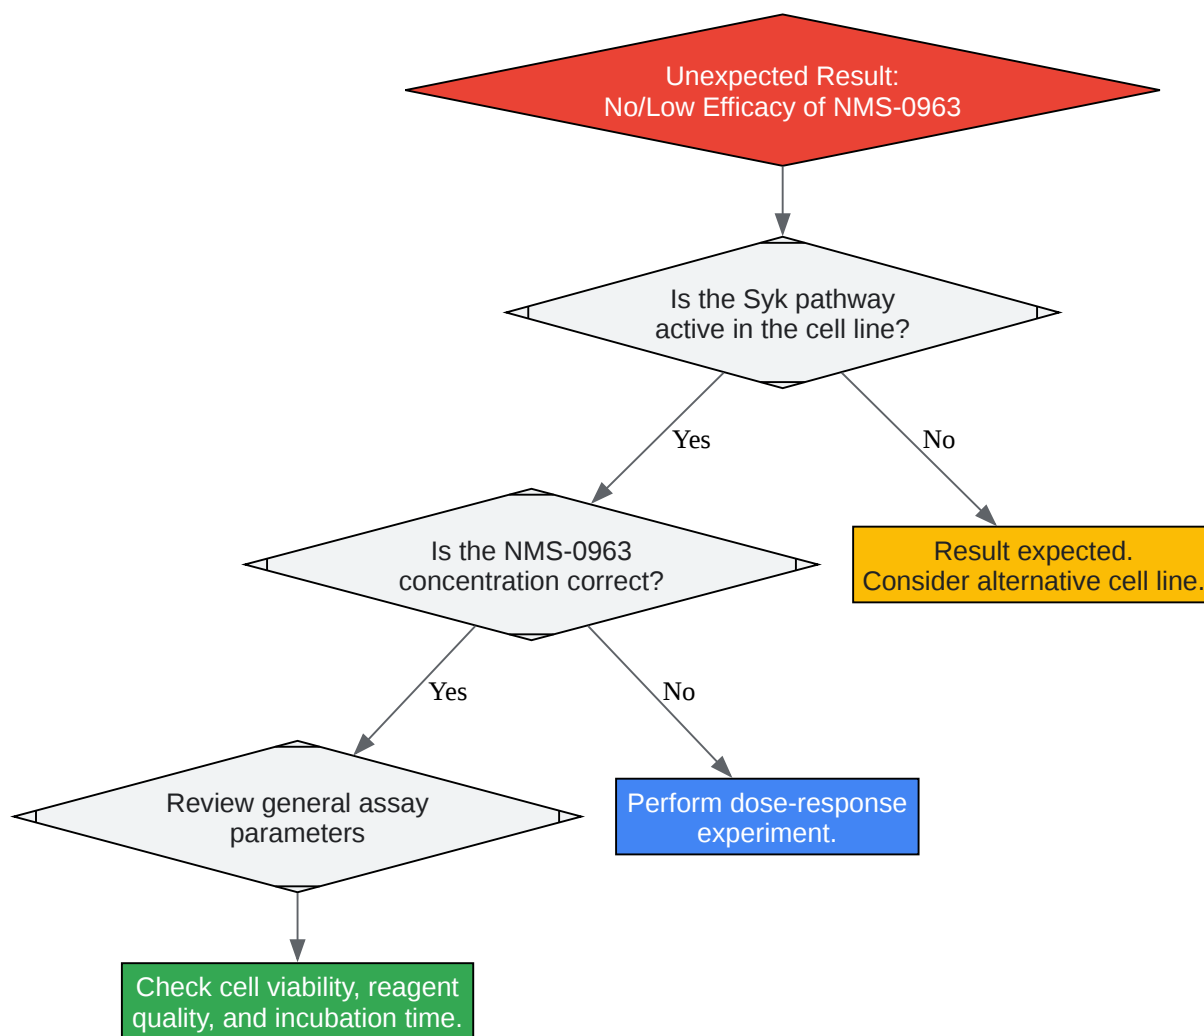 Unexpected Result:
No/Low Efficacy of NMS-0963
Is the Syk pathway
active in the cell line?
Yes
No
Is the NMS-0963
concentration correct?
Result expected.
Consider alternative cell line.
Yes
No
Review general assay
parameters
Perform dose-response
experiment.
Check cell viability, reagent
quality, and incubation time.